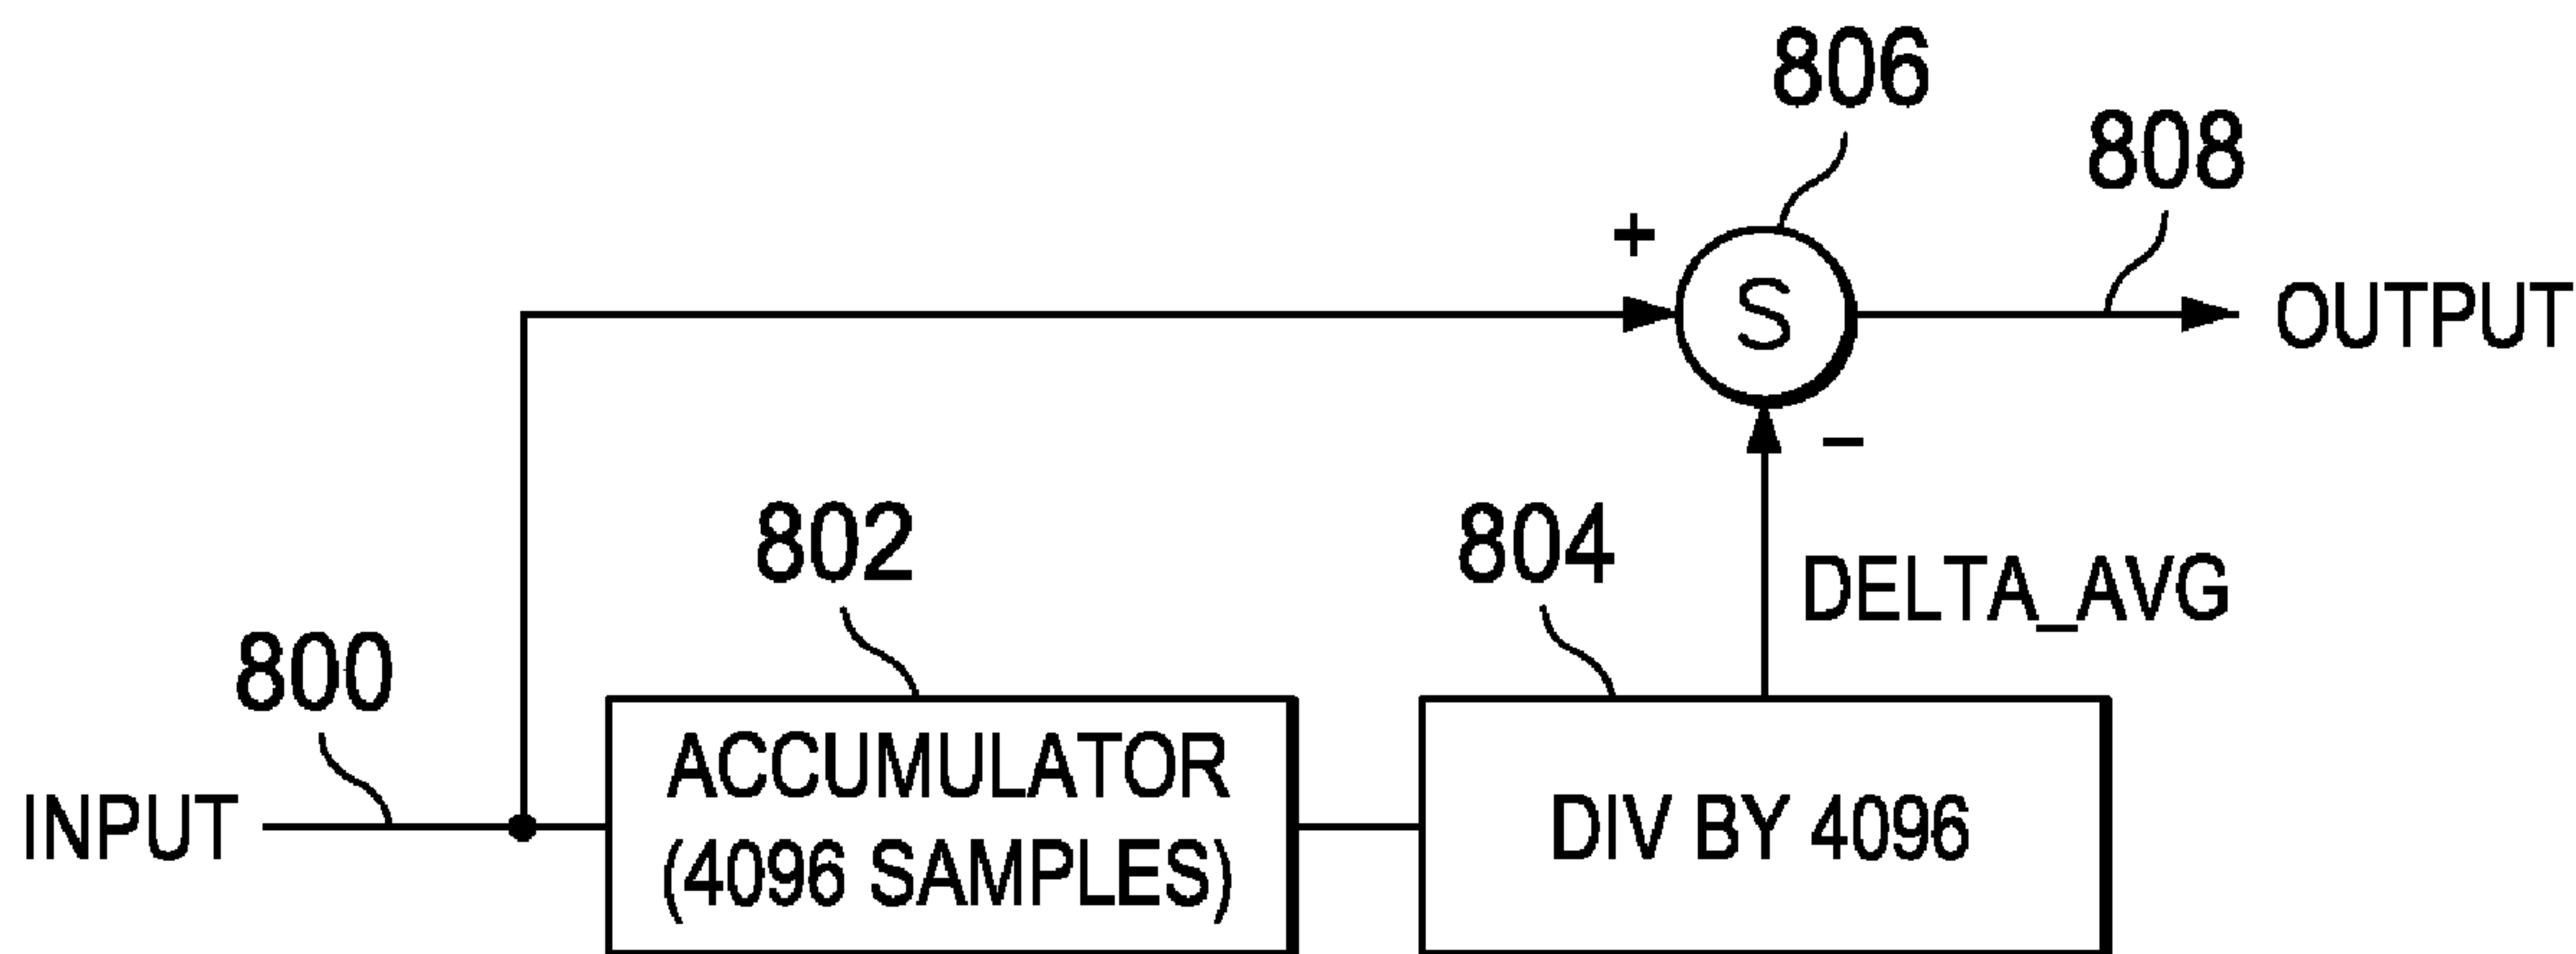 806
808
+
S
OUTPUT
−
802
804
DELTA_AVG
800
ACCUMULATOR
(4096 SAMPLES)
INPUT
DIV BY 4096